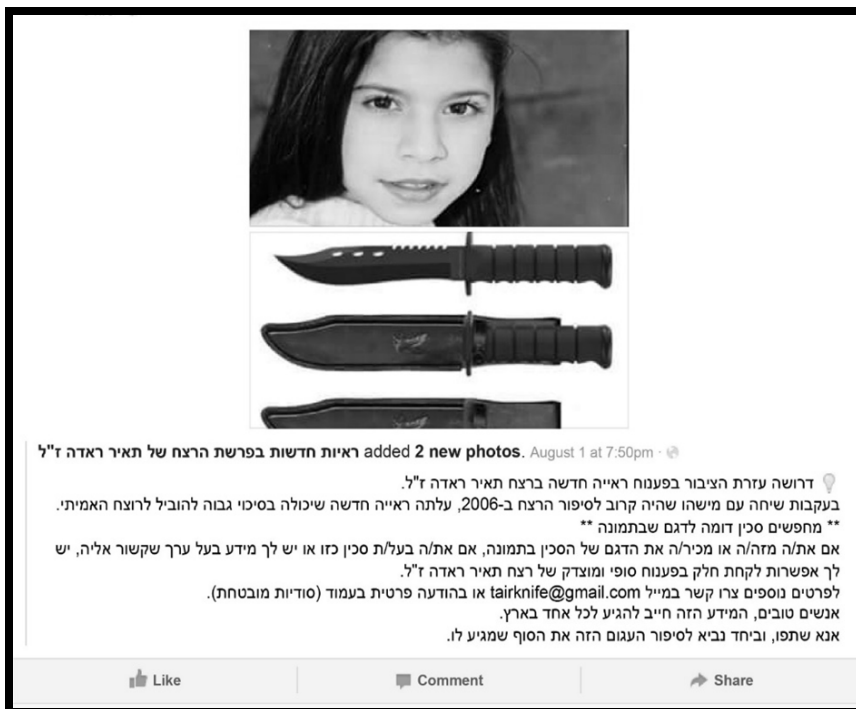 ראיות חדשות בפרשת הרצח של תאיר ראדה ז"ל added 2 new photos. August 1 at 7:50pm ·
דרושה עזרת הציבור בפענוח ראייה חדשה ברצח תאיר ראדה ז"ל.
בעקבות שיחה עם מישהו שהיה קרוב לסיפור הרצח ב-2006, עלתה ראייה חדשה שיכולה בסיכוי גבוה להוביל לרוצח האמיתי.
** מחפשים סכין דומה לדגם שבתמונה **
אם את/ה מזהה או מכיר/ה את הדגם של הסכין בתמונה, אם את/ה בעל/ת סכין כזו או יש לך מידע בעל ערך שקשור אליה, יש
לך אפשרות לקחת חלק בפענוח סופי ומוצדק של רצח תאיר ראדה ז"ל.
לפרטים נוספים צרו קשר במייל tairknife@gmail.com או בהודעה פרטית בעמוד (סודיות מובטחת).
אנשים טובים, המידע הזה חייב להגיע לכל אחד בארץ.
אנא שתפו, וביחד נביא לסיפור העגום הזה את הסוף שמגיע לו.
Like Comment Share